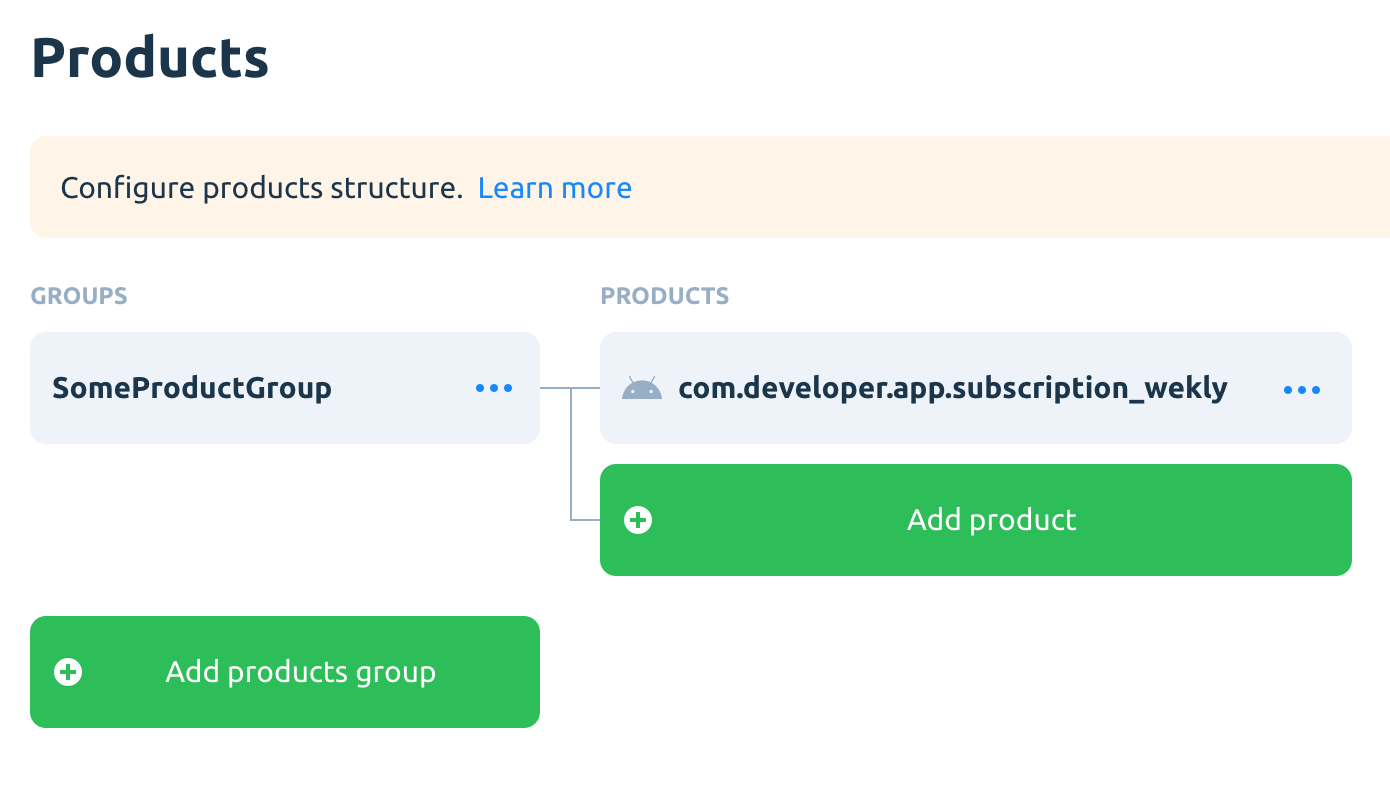 Products
Configure products structure. Learn more
GROUPS
PRODUCTS
SomeProductGroup
com.developer.app.subscription_wekly
Add product
Add products group